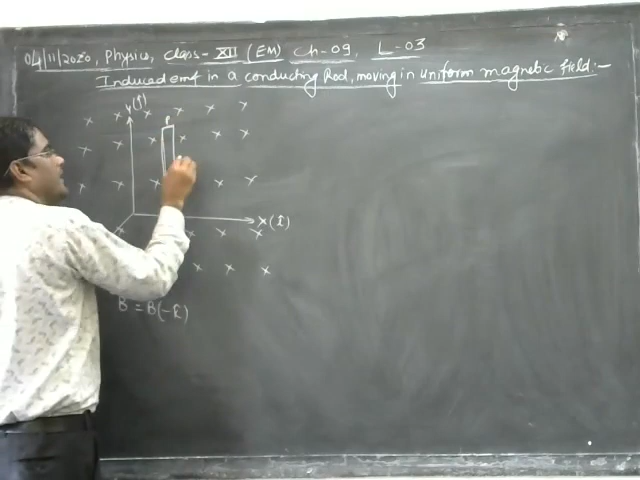 04/11/2020, Physics, Class-XII (EM) Ch-09, L-03
Induced emf in a conducting Rod, moving in uniform magnetic field:-
Y(ĵ)
P
X(î)
B = B(-k̂)